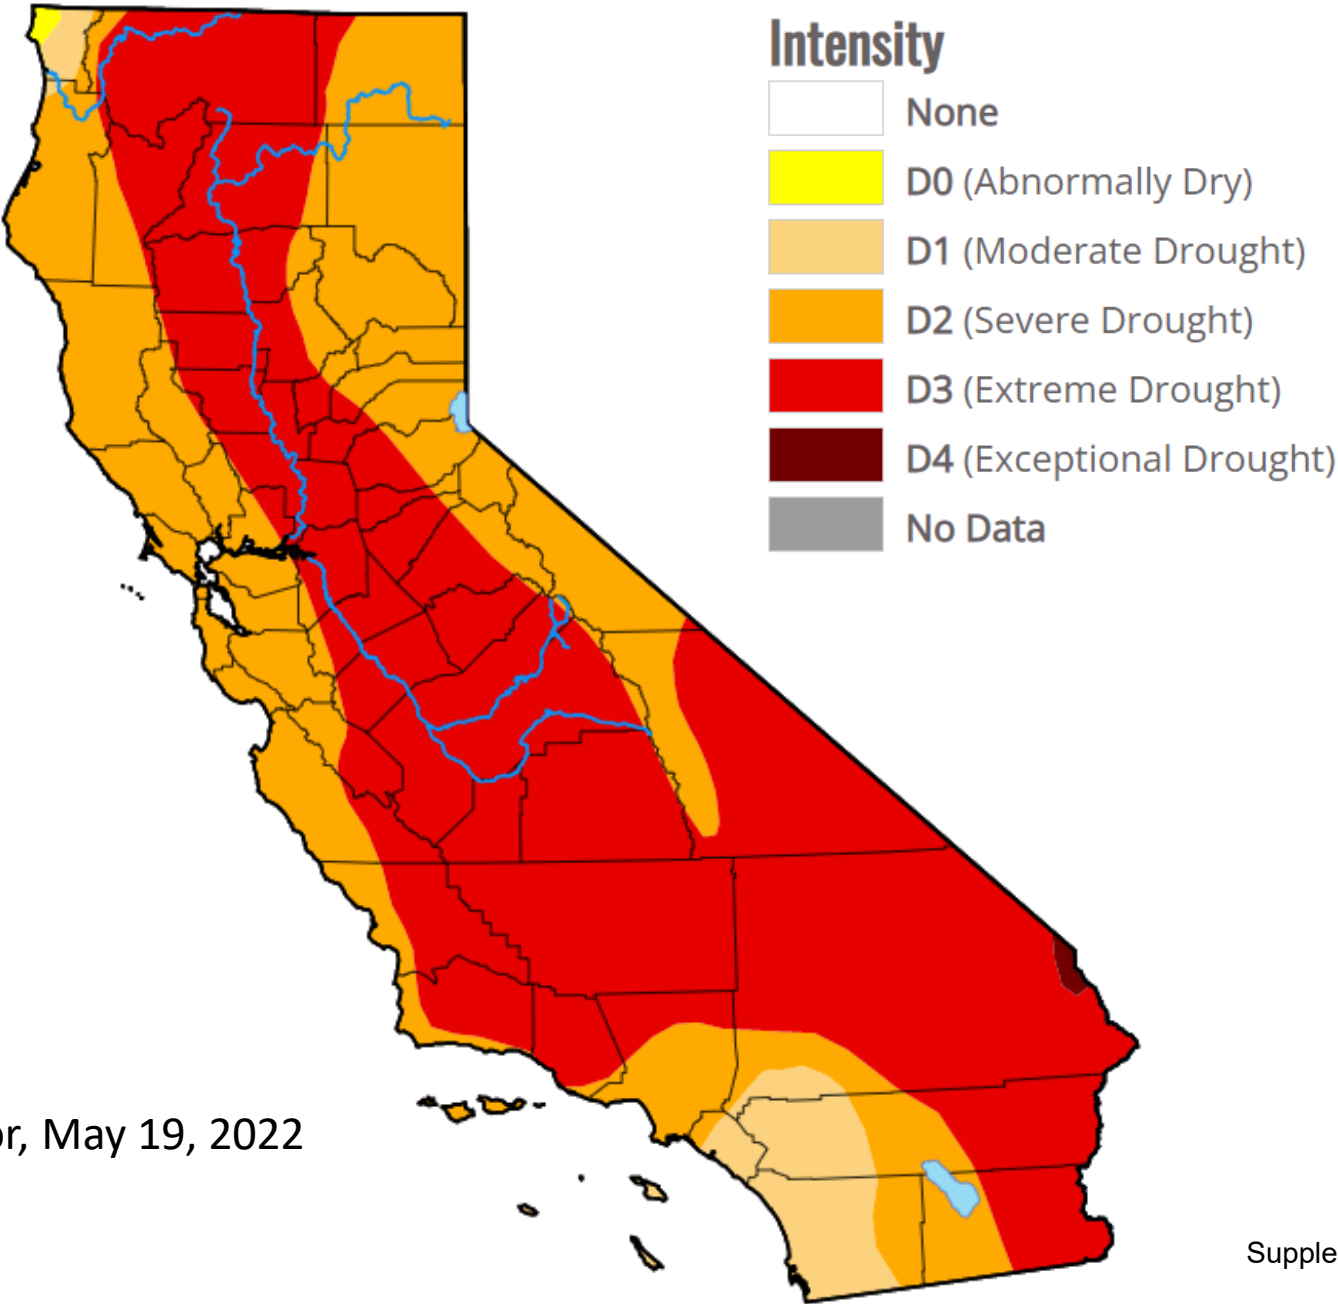 Intensity
None
D0 (Abnormally Dry)
D1 (Moderate Drought)
D2 (Severe Drought)
D3 (Extreme Drought)
D4 (Exceptional Drought)
No Data
or, May 19, 2022
Supple